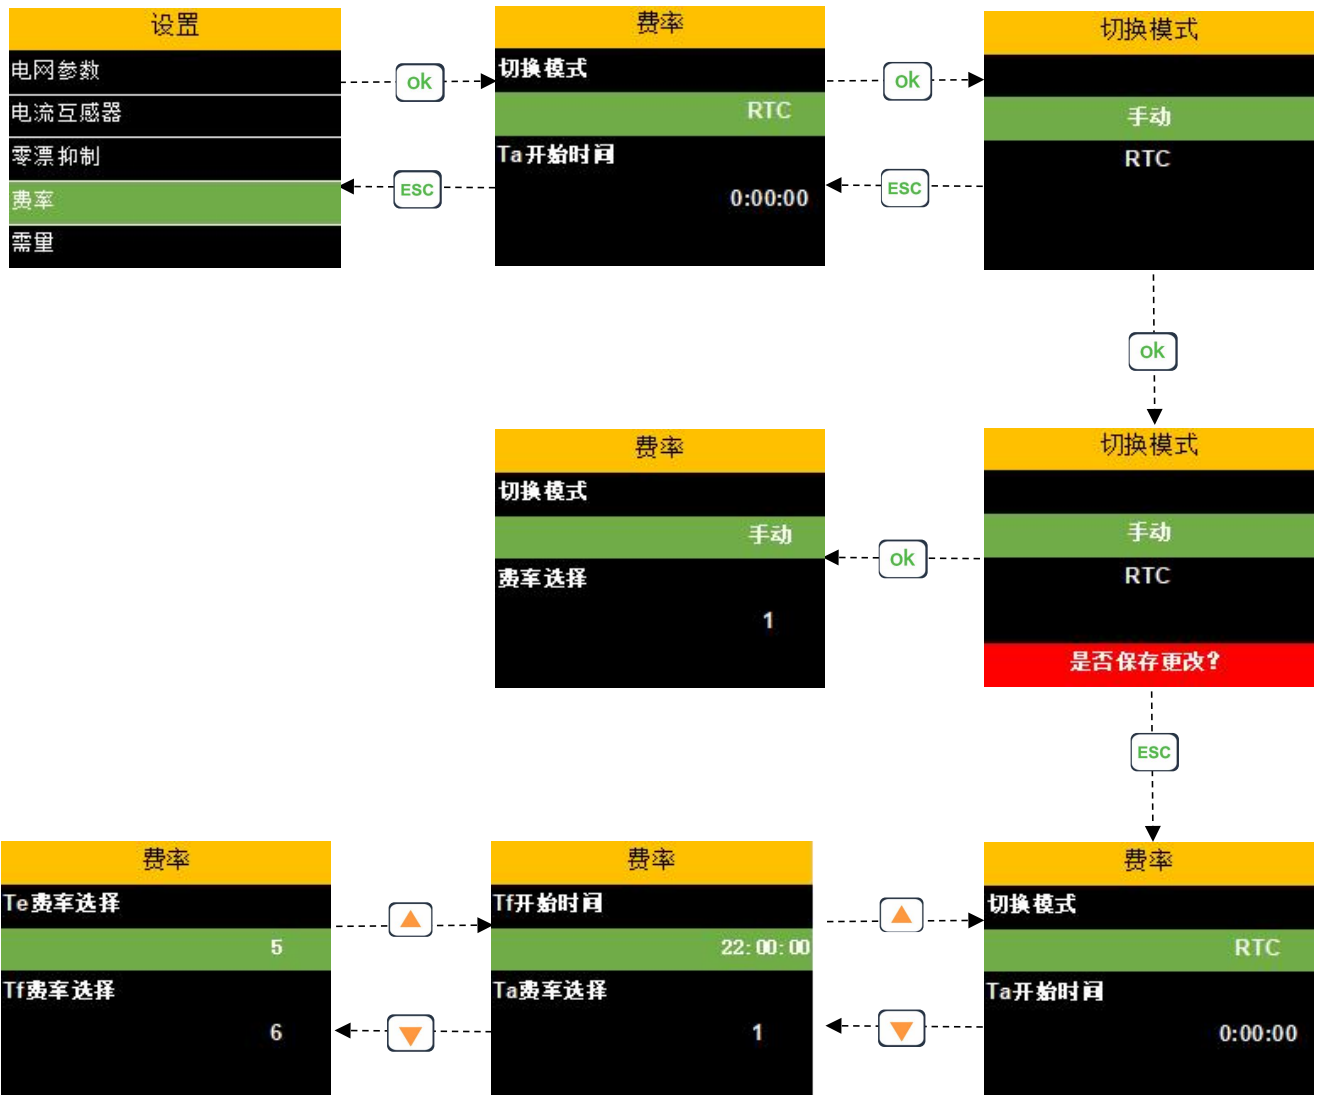 设置
电网参数
电流互感器
零漂抑制
费率
需量
ok
ESC
费率
切换模式
RTC
Ta开始时间
0:00:00
ok
ESC
切换模式
手动
RTC
ok
费率
切换模式
手动
费率选择
1
ok
切换模式
手动
RTC
是否保存更改?
ESC
费率
Te费率选择
5
Tf费率选择
6
费率
Tf开始时间
22:00:00
Ta费率选择
1
费率
切换模式
RTC
Ta开始时间
0:00:00